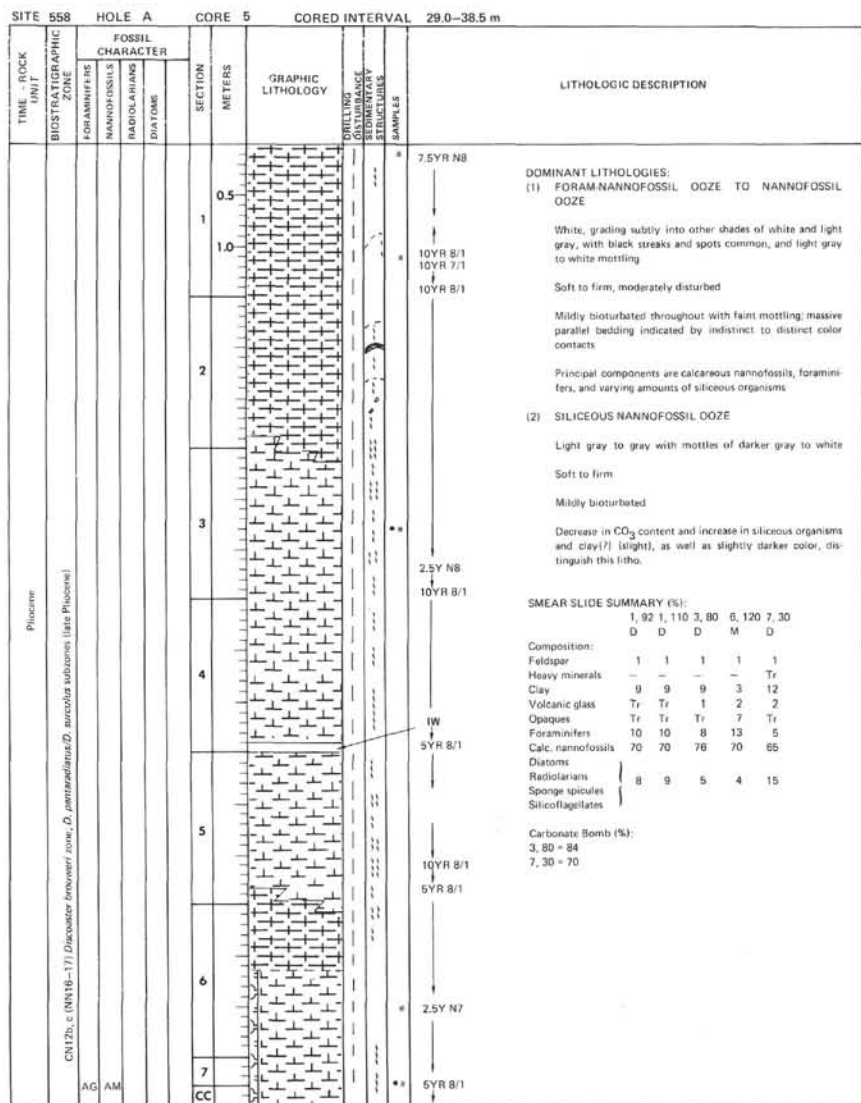 SITE 558 HOLE A CORE 5 CORED INTERVAL 29.0–38.5 m
TIME - ROCK UNIT
BIOSTRATIGRAPHIC ZONE
FOSSIL CHARACTER
FORAMINIFERS
NANNOFOSSILS
RADIOLARIANS
DIATOMS
SECTION
METERS
GRAPHIC LITHOLOGY
DRILLING DISTURBANCE
SEDIMENTARY STRUCTURES
SAMPLES
LITHOLOGIC DESCRIPTION
Pliocene
CN12b, c (NN16–17) Discoaster brouweri zone, D. pantaradiatus/D. surculus subzones (late Pliocene)
AG AM
1
0.5
1.0
2
3
4
5
6
7
CC
7.5YR N8
10YR 8/1
10YR 7/1
10YR 8/1
2.5Y N8
10YR 8/1
IW
5YR 8/1
10YR 8/1
5YR 8/1
2.5Y N7
5YR 8/1
DOMINANT LITHOLOGIES:
(1) FORAM-NANNOFOSSIL OOZE TO NANNOFOSSIL
OOZE
White, grading subtly into other shades of white and light
gray, with black streaks and spots common, and light gray
to white mottling
Soft to firm, moderately disturbed
Mildly bioturbated throughout with faint mottling; massive
parallel bedding indicated by indistinct to distinct color
contacts
Principal components are calcareous nannofossils, foramini-
fers, and varying amounts of siliceous organisms
(2) SILICEOUS NANNOFOSSIL OOZE
Light gray to gray with mottles of darker gray to white
Soft to firm
Mildly bioturbated
Decrease in CO3 content and increase in siliceous organisms
and clay(?) (slight), as well as slightly darker color, dis-
tinguish this litho.
SMEAR SLIDE SUMMARY (%):
1, 92 1, 110 3, 80 6, 120 7, 30
D D D M D
Composition:
Feldspar 1 1 1 1 1
Heavy minerals – – – – Tr
Clay 9 9 9 3 12
Volcanic glass Tr Tr 1 2 2
Opaques Tr Tr Tr 7 Tr
Foraminifers 10 10 8 13 5
Calc. nannofossils 70 70 76 70 65
Diatoms
Radiolarians
Sponge spicules
Silicoflagellates
8 9 5 4 15
Carbonate Bomb (%):
3, 80 = 84
7, 30 = 70